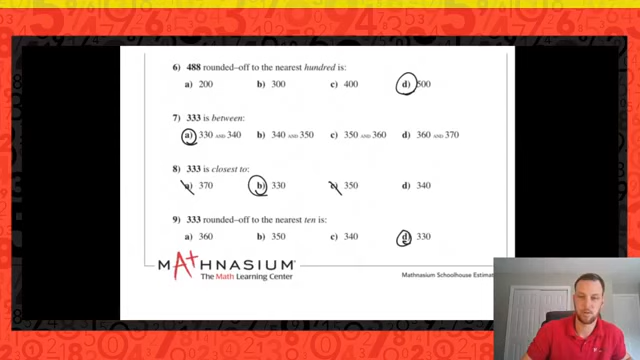 6) 488 rounded-off to the nearest hundred is:
a) 200 b) 300 c) 400 d) 500
7) 333 is between:
a) 330 AND 340 b) 340 AND 350 c) 350 AND 360 d) 360 AND 370
8) 333 is closest to:
a) 370 b) 330 c) 350 d) 340
9) 333 rounded-off to the nearest ten is:
a) 360 b) 350 c) 340 d) 330
MATHNASIUM®
The Math Learning Center
Mathnasium Schoolhouse Estimat